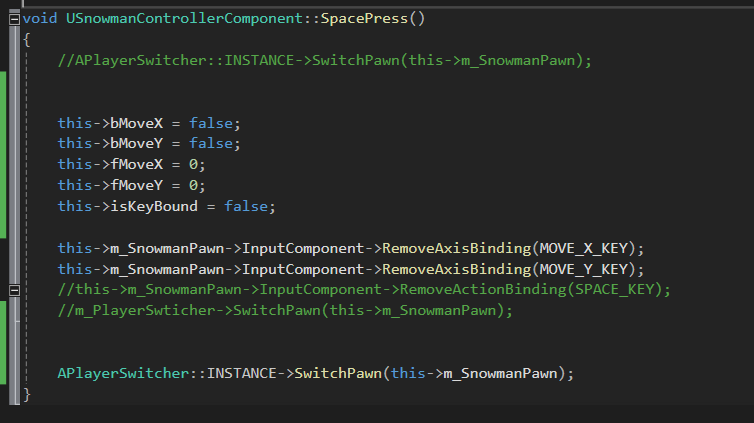 void USnowmanControllerComponent::SpacePress()
{
//APlayerSwitcher::INSTANCE->SwitchPawn(this->m_SnowmanPawn);
this->bMoveX = false;
this->bMoveY = false;
this->fMoveX = 0;
this->fMoveY = 0;
this->isKeyBound = false;
this->m_SnowmanPawn->InputComponent->RemoveAxisBinding(MOVE_X_KEY);
this->m_SnowmanPawn->InputComponent->RemoveAxisBinding(MOVE_Y_KEY);
//this->m_SnowmanPawn->InputComponent->RemoveActionBinding(SPACE_KEY);
//m_PlayerSwticher->SwitchPawn(this->m_SnowmanPawn);
APlayerSwitcher::INSTANCE->SwitchPawn(this->m_SnowmanPawn);
}